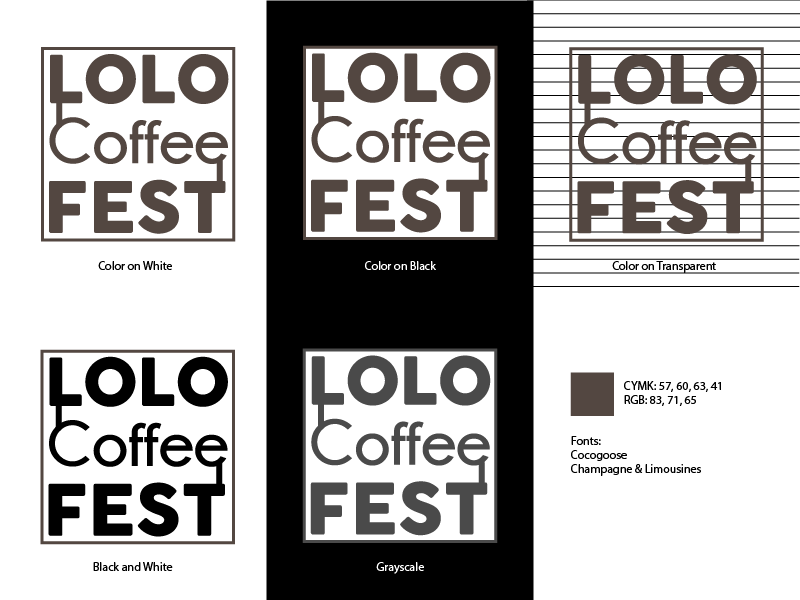 LOLO
Coffee
FEST
Color on White
LOLO
Coffee
FEST
Color on Black
LOLO
Coffee
FEST
Color on Transparent
LOLO
Coffee
FEST
Black and White
LOLO
Coffee
FEST
Grayscale
CYMK: 57, 60, 63, 41
RGB: 83, 71, 65
Fonts:
Cocogoose
Champagne & Limousines